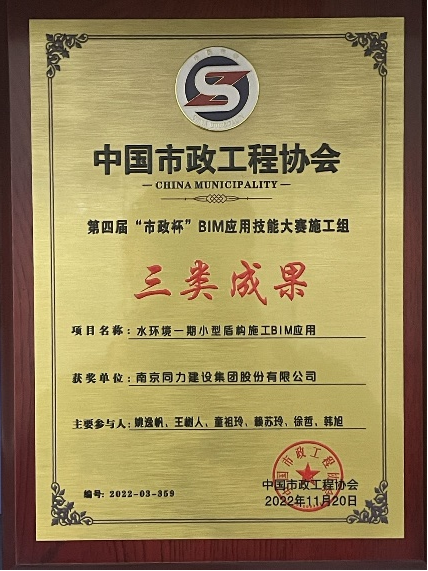 中国市政工程协会
CHINA MUNICIPALITY
第四届“市政杯”BIM应用技能大赛施工组
三类成果
项目名称:水环境一期小型盾构施工BIM应用
获奖单位:南京同力建设集团股份有限公司
主要参与人:姚逸帆、王树人、童祖玲、赖苏玲、徐哲、韩旭
中国市政工程协会
编号:2022-03-359
2022年11月20日